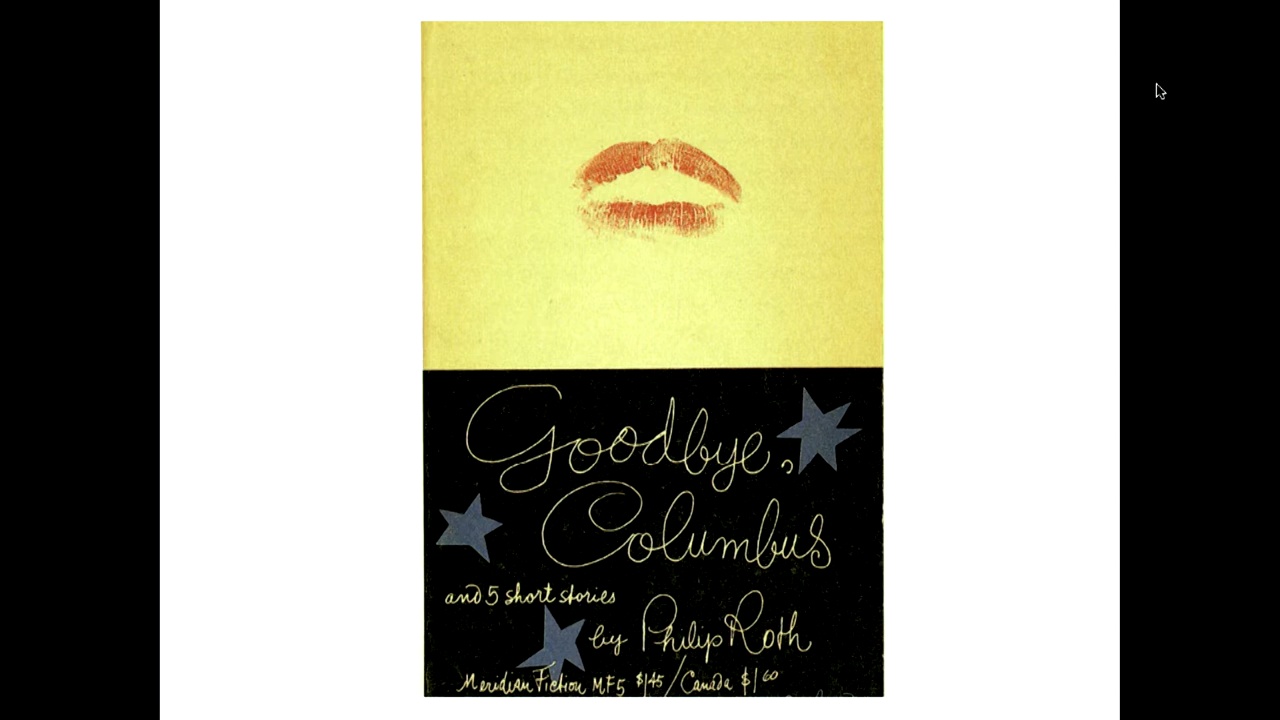 Goodbye,
Columbus
and 5 short stories
by Philip Roth
Meridian Fiction MF5 $1.45/Canada $1.60